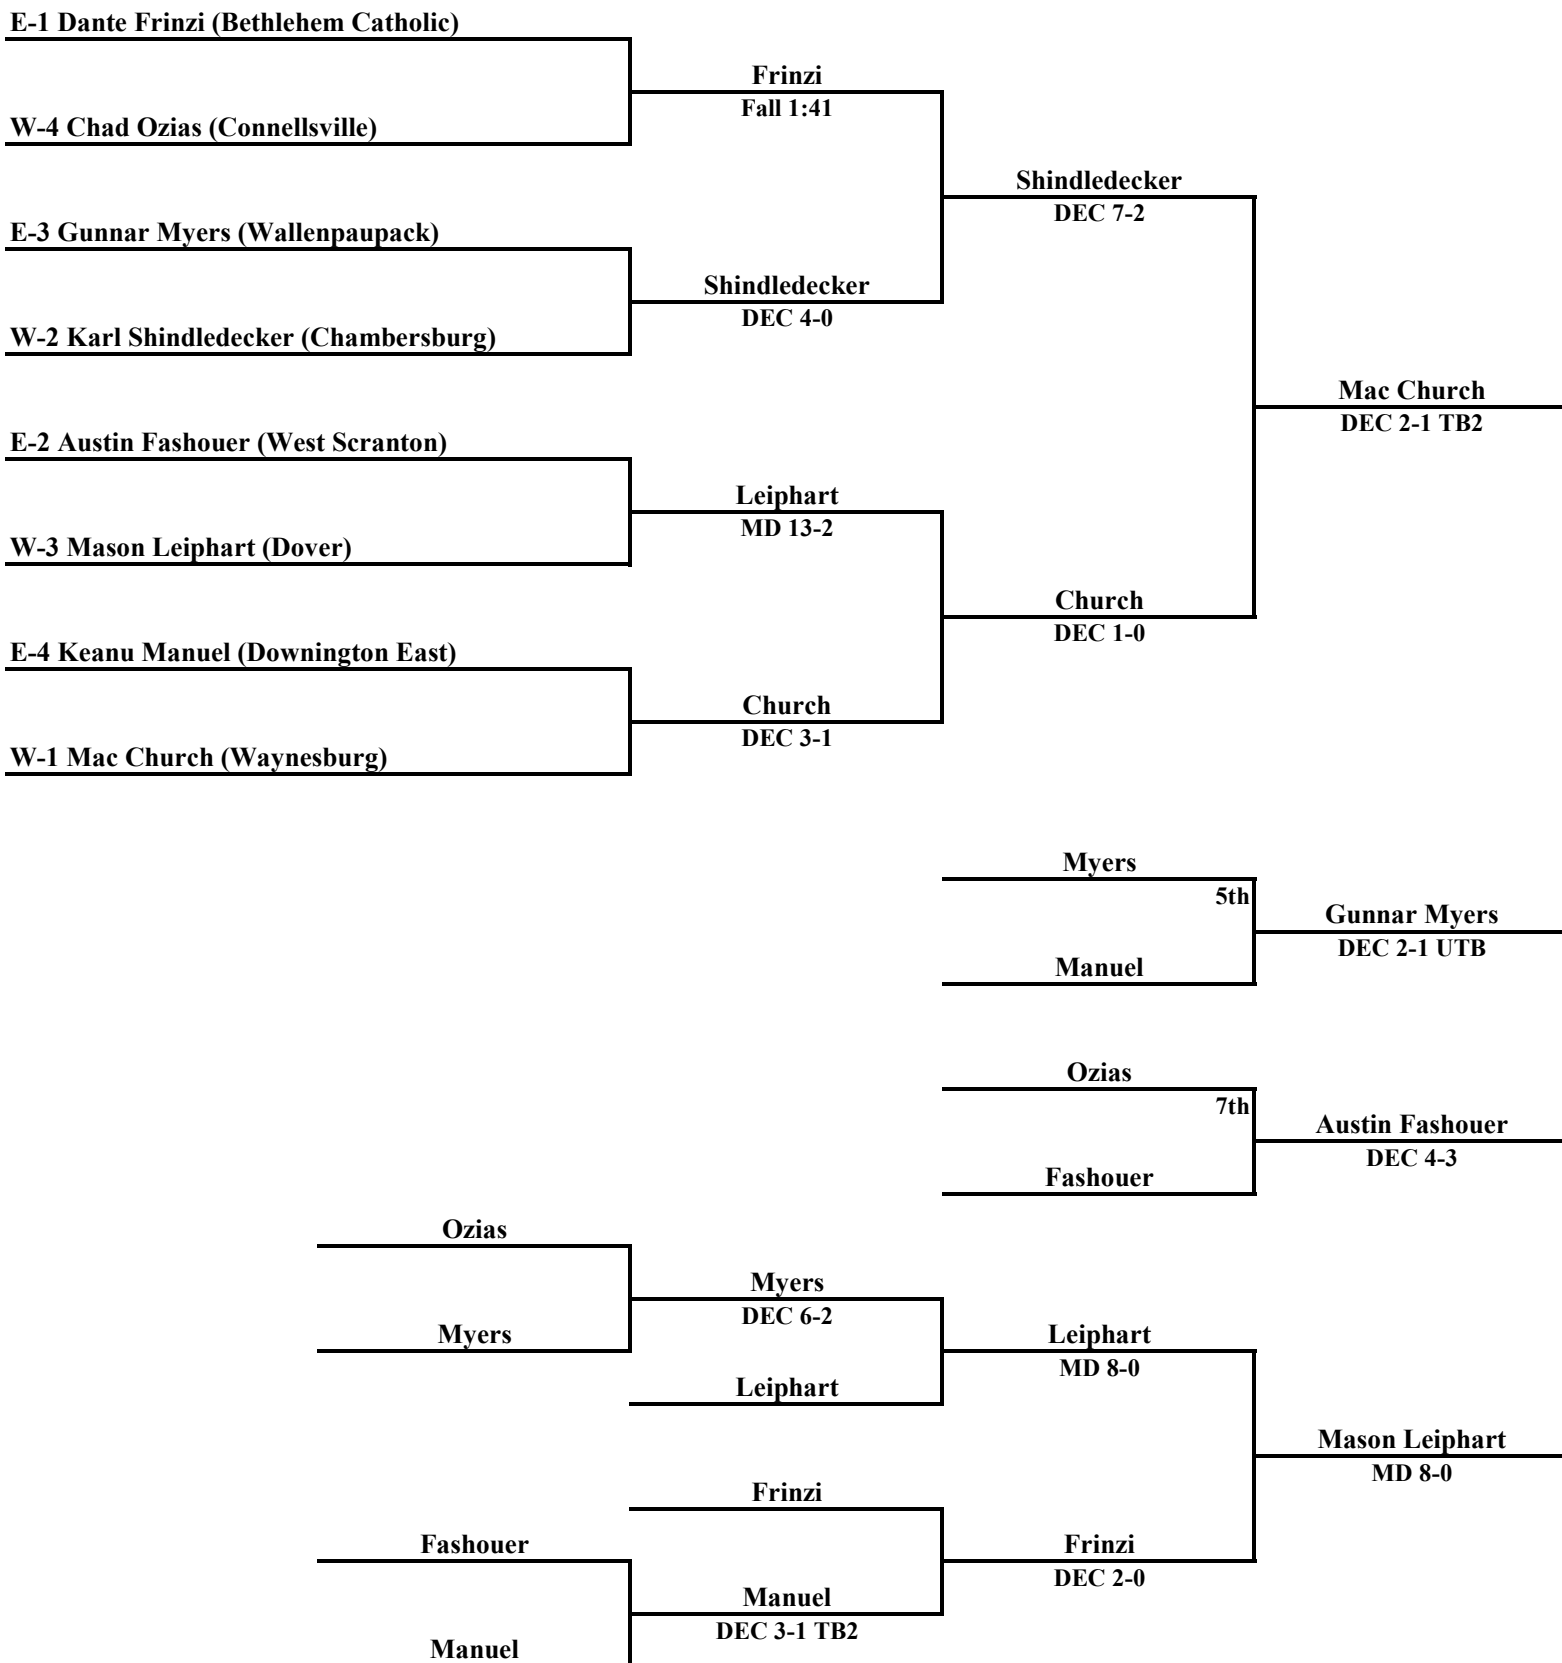 E-1 Dante Frinzi (Bethlehem Catholic)
Frinzi
Fall 1:41
W-4 Chad Ozias (Connellsville)
Shindledecker
DEC 7-2
E-3 Gunnar Myers (Wallenpaupack)
Shindledecker
DEC 4-0
W-2 Karl Shindledecker (Chambersburg)
Mac Church
DEC 2-1 TB2
E-2 Austin Fashouer (West Scranton)
Leiphart
MD 13-2
W-3 Mason Leiphart (Dover)
Church
DEC 1-0
E-4 Keanu Manuel (Downington East)
Church
DEC 3-1
W-1 Mac Church (Waynesburg)
Myers
5th
Gunnar Myers
DEC 2-1 UTB
Manuel
Ozias
7th
Austin Fashouer
DEC 4-3
Fashouer
Ozias
Myers
DEC 6-2
Myers
Leiphart
MD 8-0
Leiphart
Mason Leiphart
MD 8-0
Frinzi
Fashouer
Frinzi
DEC 2-0
Manuel
DEC 3-1 TB2
Manuel